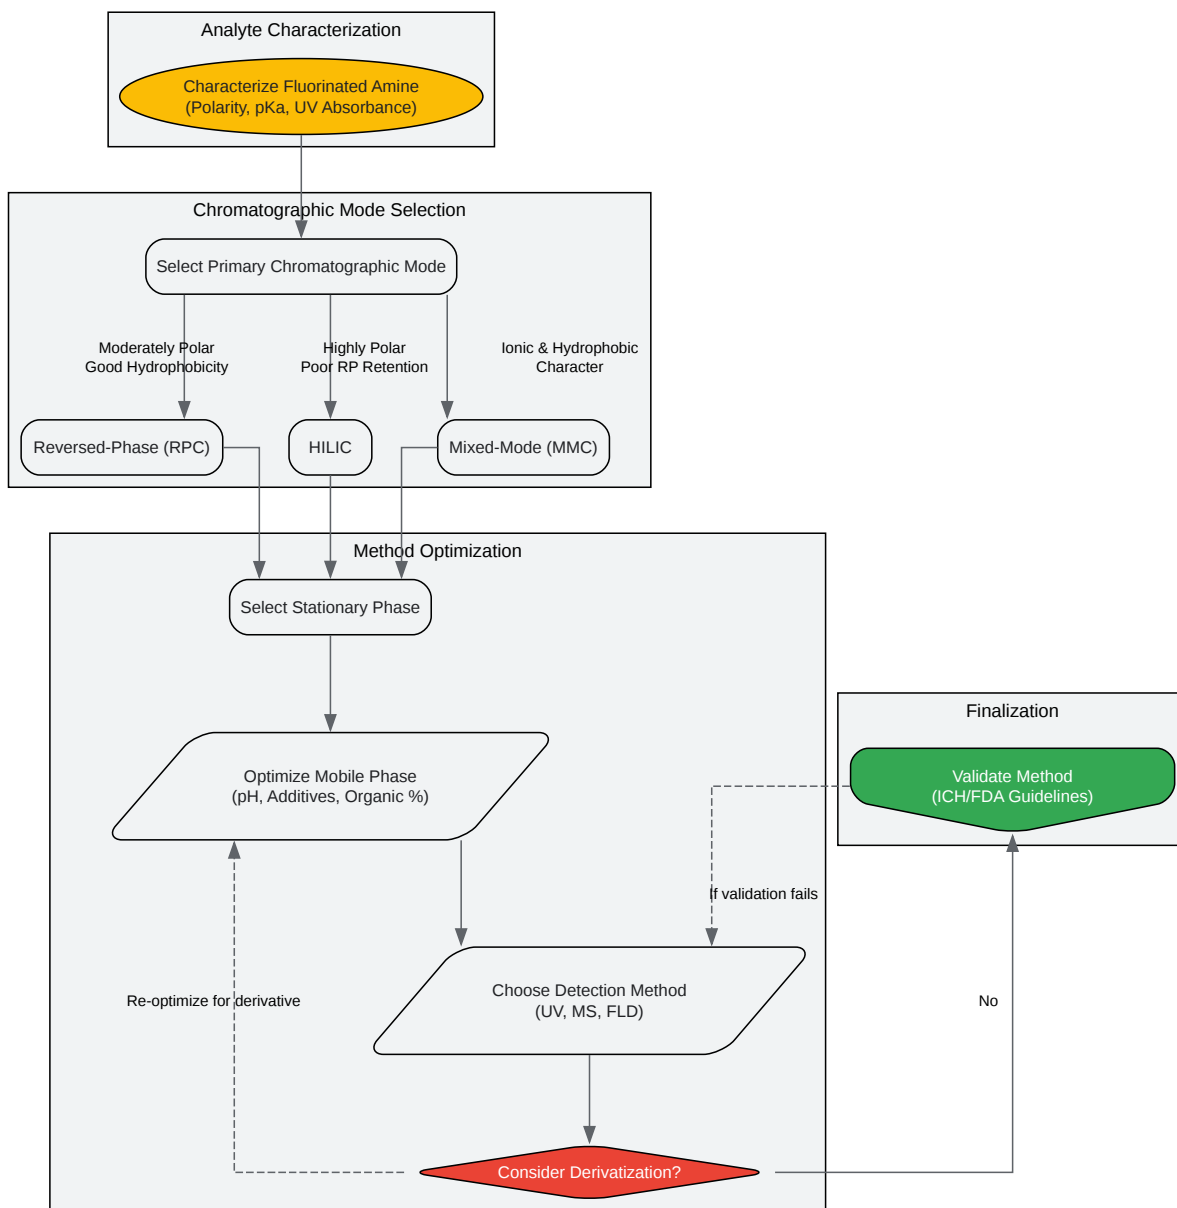 Analyte Characterization
Characterize Fluorinated Amine
(Polarity, pKa, UV Absorbance)
Chromatographic Mode Selection
Select Primary Chromatographic Mode
Moderately Polar
Good Hydrophobicity
Highly Polar
Poor RP Retention
Ionic & Hydrophobic
Character
Reversed-Phase (RPC)
HILIC
Mixed-Mode (MMC)
Method Optimization
Select Stationary Phase
Optimize Mobile Phase
(pH, Additives, Organic %)
Finalization
Validate Method
(ICH/FDA Guidelines)
If validation fails
Choose Detection Method
(UV, MS, FLD)
Re-optimize for derivative
No
Consider Derivatization?